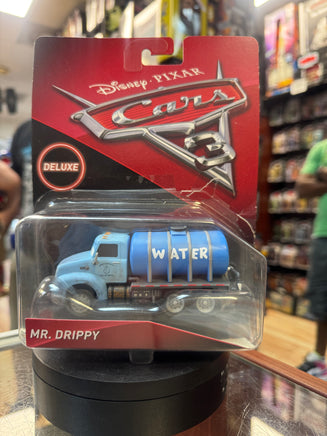 Disney · PIXAR
Cars
3
DELUXE
WATER
MR. DRIPPY